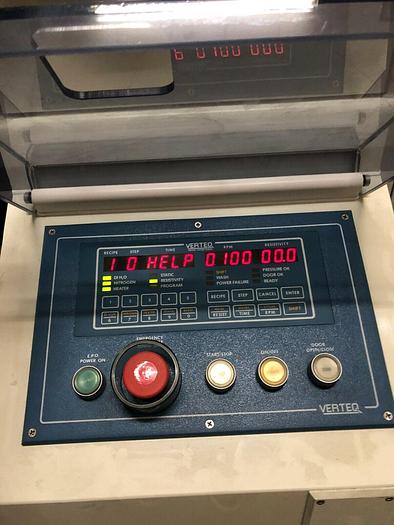 6 0100 000
VERTEQ
RECIPE STEP TIME RPM RESISTIVITY
1 0 HELP 0100 00.0
DI H2O STATIC SHIFT PRESSURE OK
NITROGEN RESISTIVITY WASH DOOR OK
HEATER PROGRAM POWER FAILURE READY
1 2 3 4 5 RECIPE STEP CANCEL ENTER
6 7 8 9 0 RESIST TIME RPM SHIFT
EMERGENCY
E.P.O. POWER ON
START/STOP
ON/OFF
DOOR OPEN/CLOSE
VERTEQ